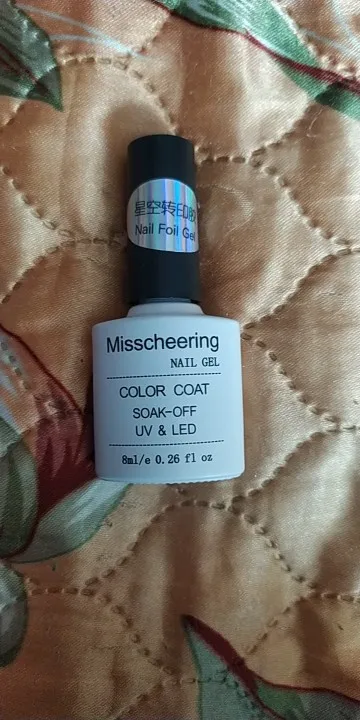 星空转印胶
Nail Foil Gel
Misscheering
NAIL GEL
COLOR COAT
SOAK-OFF
UV & LED
8ml/e 0.26 fl oz